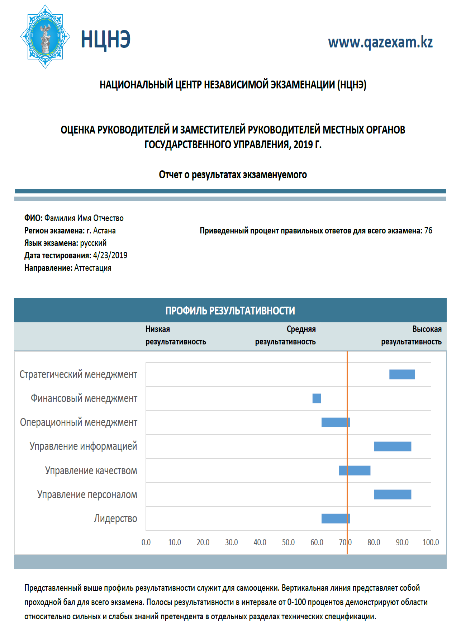 НЦНЭ
www.qazexam.kz
НАЦИОНАЛЬНЫЙ ЦЕНТР НЕЗАВИСИМОЙ ЭКЗАМЕНАЦИИ (НЦНЭ)
ОЦЕНКА РУКОВОДИТЕЛЕЙ И ЗАМЕСТИТЕЛЕЙ РУКОВОДИТЕЛЕЙ МЕСТНЫХ ОРГАНОВ
ГОСУДАРСТВЕННОГО УПРАВЛЕНИЯ, 2019 Г.
Отчет о результатах экзаменуемого
ФИО: Фамилия Имя Отчество
Регион экзамена: г. Астана
Приведенный процент правильных ответов для всего экзамена: 76
Язык экзамена: русский
Дата тестирования: 4/23/2019
Направление: Аттестация
ПРОФИЛЬ РЕЗУЛЬТАТИВНОСТИ
Низкая результативность
Средняя результативность
Высокая результативность
Стратегический менеджмент
Финансовый менеджмент
Операционный менеджмент
Управление информацией
Управление качеством
Управление персоналом
Лидерство
0.0 10.0 20.0 30.0 40.0 50.0 60.0 70.0 80.0 90.0 100.0
Представленный выше профиль результативности служит для самооценки. Вертикальная линия представляет собой
проходной бал для всего экзамена. Полосы результативности в интервале от 0-100 процентов демонстрируют области
относительно сильных и слабых знаний претендента в отдельных разделах технических спецификации.